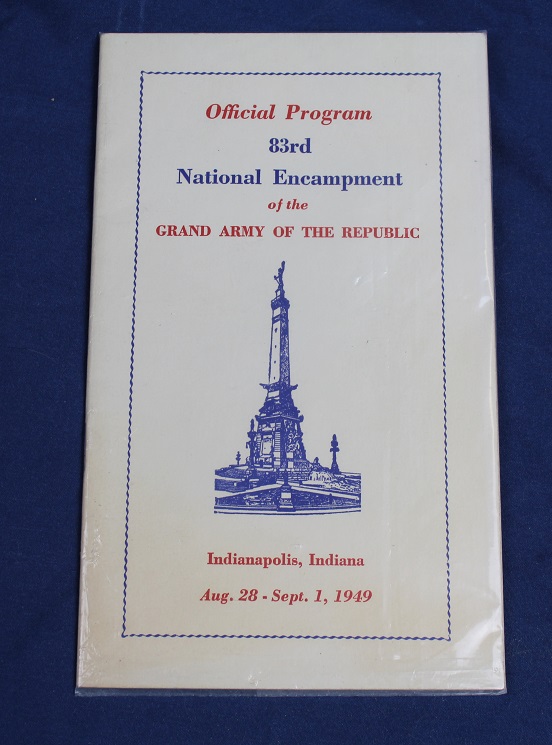 Official Program
83rd
National Encampment
of the
GRAND ARMY OF THE REPUBLIC
Indianapolis, Indiana
Aug. 28 - Sept. 1, 1949